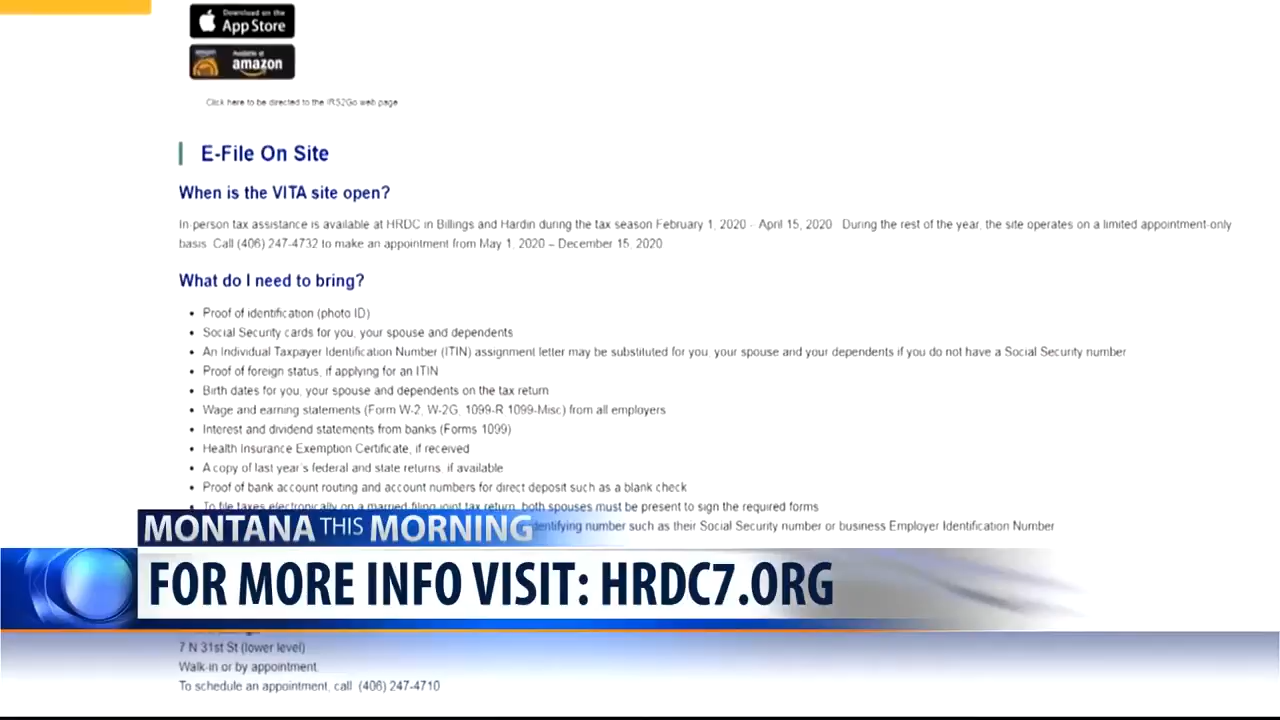 Download on the
App Store
Available at
amazon
Click here to be directed to the IRS2Go web page
E-File On Site
When is the VITA site open?
In-person tax assistance is available at HRDC in Billings and Hardin during the tax season February 1, 2020 - April 15, 2020. During the rest of the year, the site operates on a limited appointment-only
basis. Call (406) 247-4732 to make an appointment from May 1, 2020 – December 15, 2020
What do I need to bring?
Proof of identification (photo ID)
Social Security cards for you, your spouse and dependents
An Individual Taxpayer Identification Number (ITIN) assignment letter may be substituted for you, your spouse and your dependents if you do not have a Social Security number
Proof of foreign status, if applying for an ITIN
Birth dates for you, your spouse and dependents on the tax return
Wage and earning statements (Form W-2, W-2G, 1099-R 1099-Misc) from all employers
Interest and dividend statements from banks (Forms 1099)
Health Insurance Exemption Certificate, if received
A copy of last year's federal and state returns, if available
Proof of bank account routing and account numbers for direct deposit such as a blank check
To file taxes electronically on a married-filing-joint tax return, both spouses must be present to sign the required forms
identifying number such as their Social Security number or business Employer Identification Number
MONTANA THIS MORNING
FOR MORE INFO VISIT: HRDC7.ORG
7 N 31st St (lower level)
Walk-in or by appointment.
To schedule an appointment, call (406) 247-4710